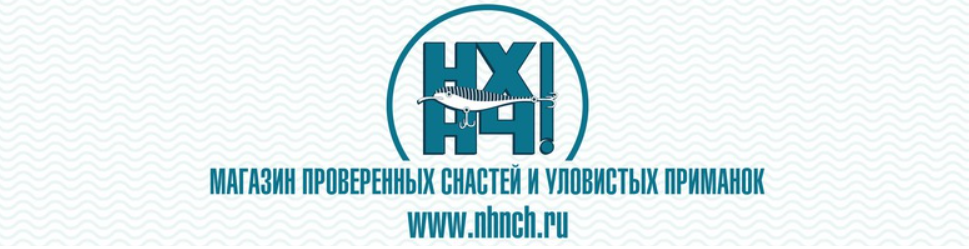 НХ
НЧ!
МАГАЗИН ПРОВЕРЕННЫХ СНАСТЕЙ И УЛОВИСТЫХ ПРИМАНОК
www.nhnch.ru